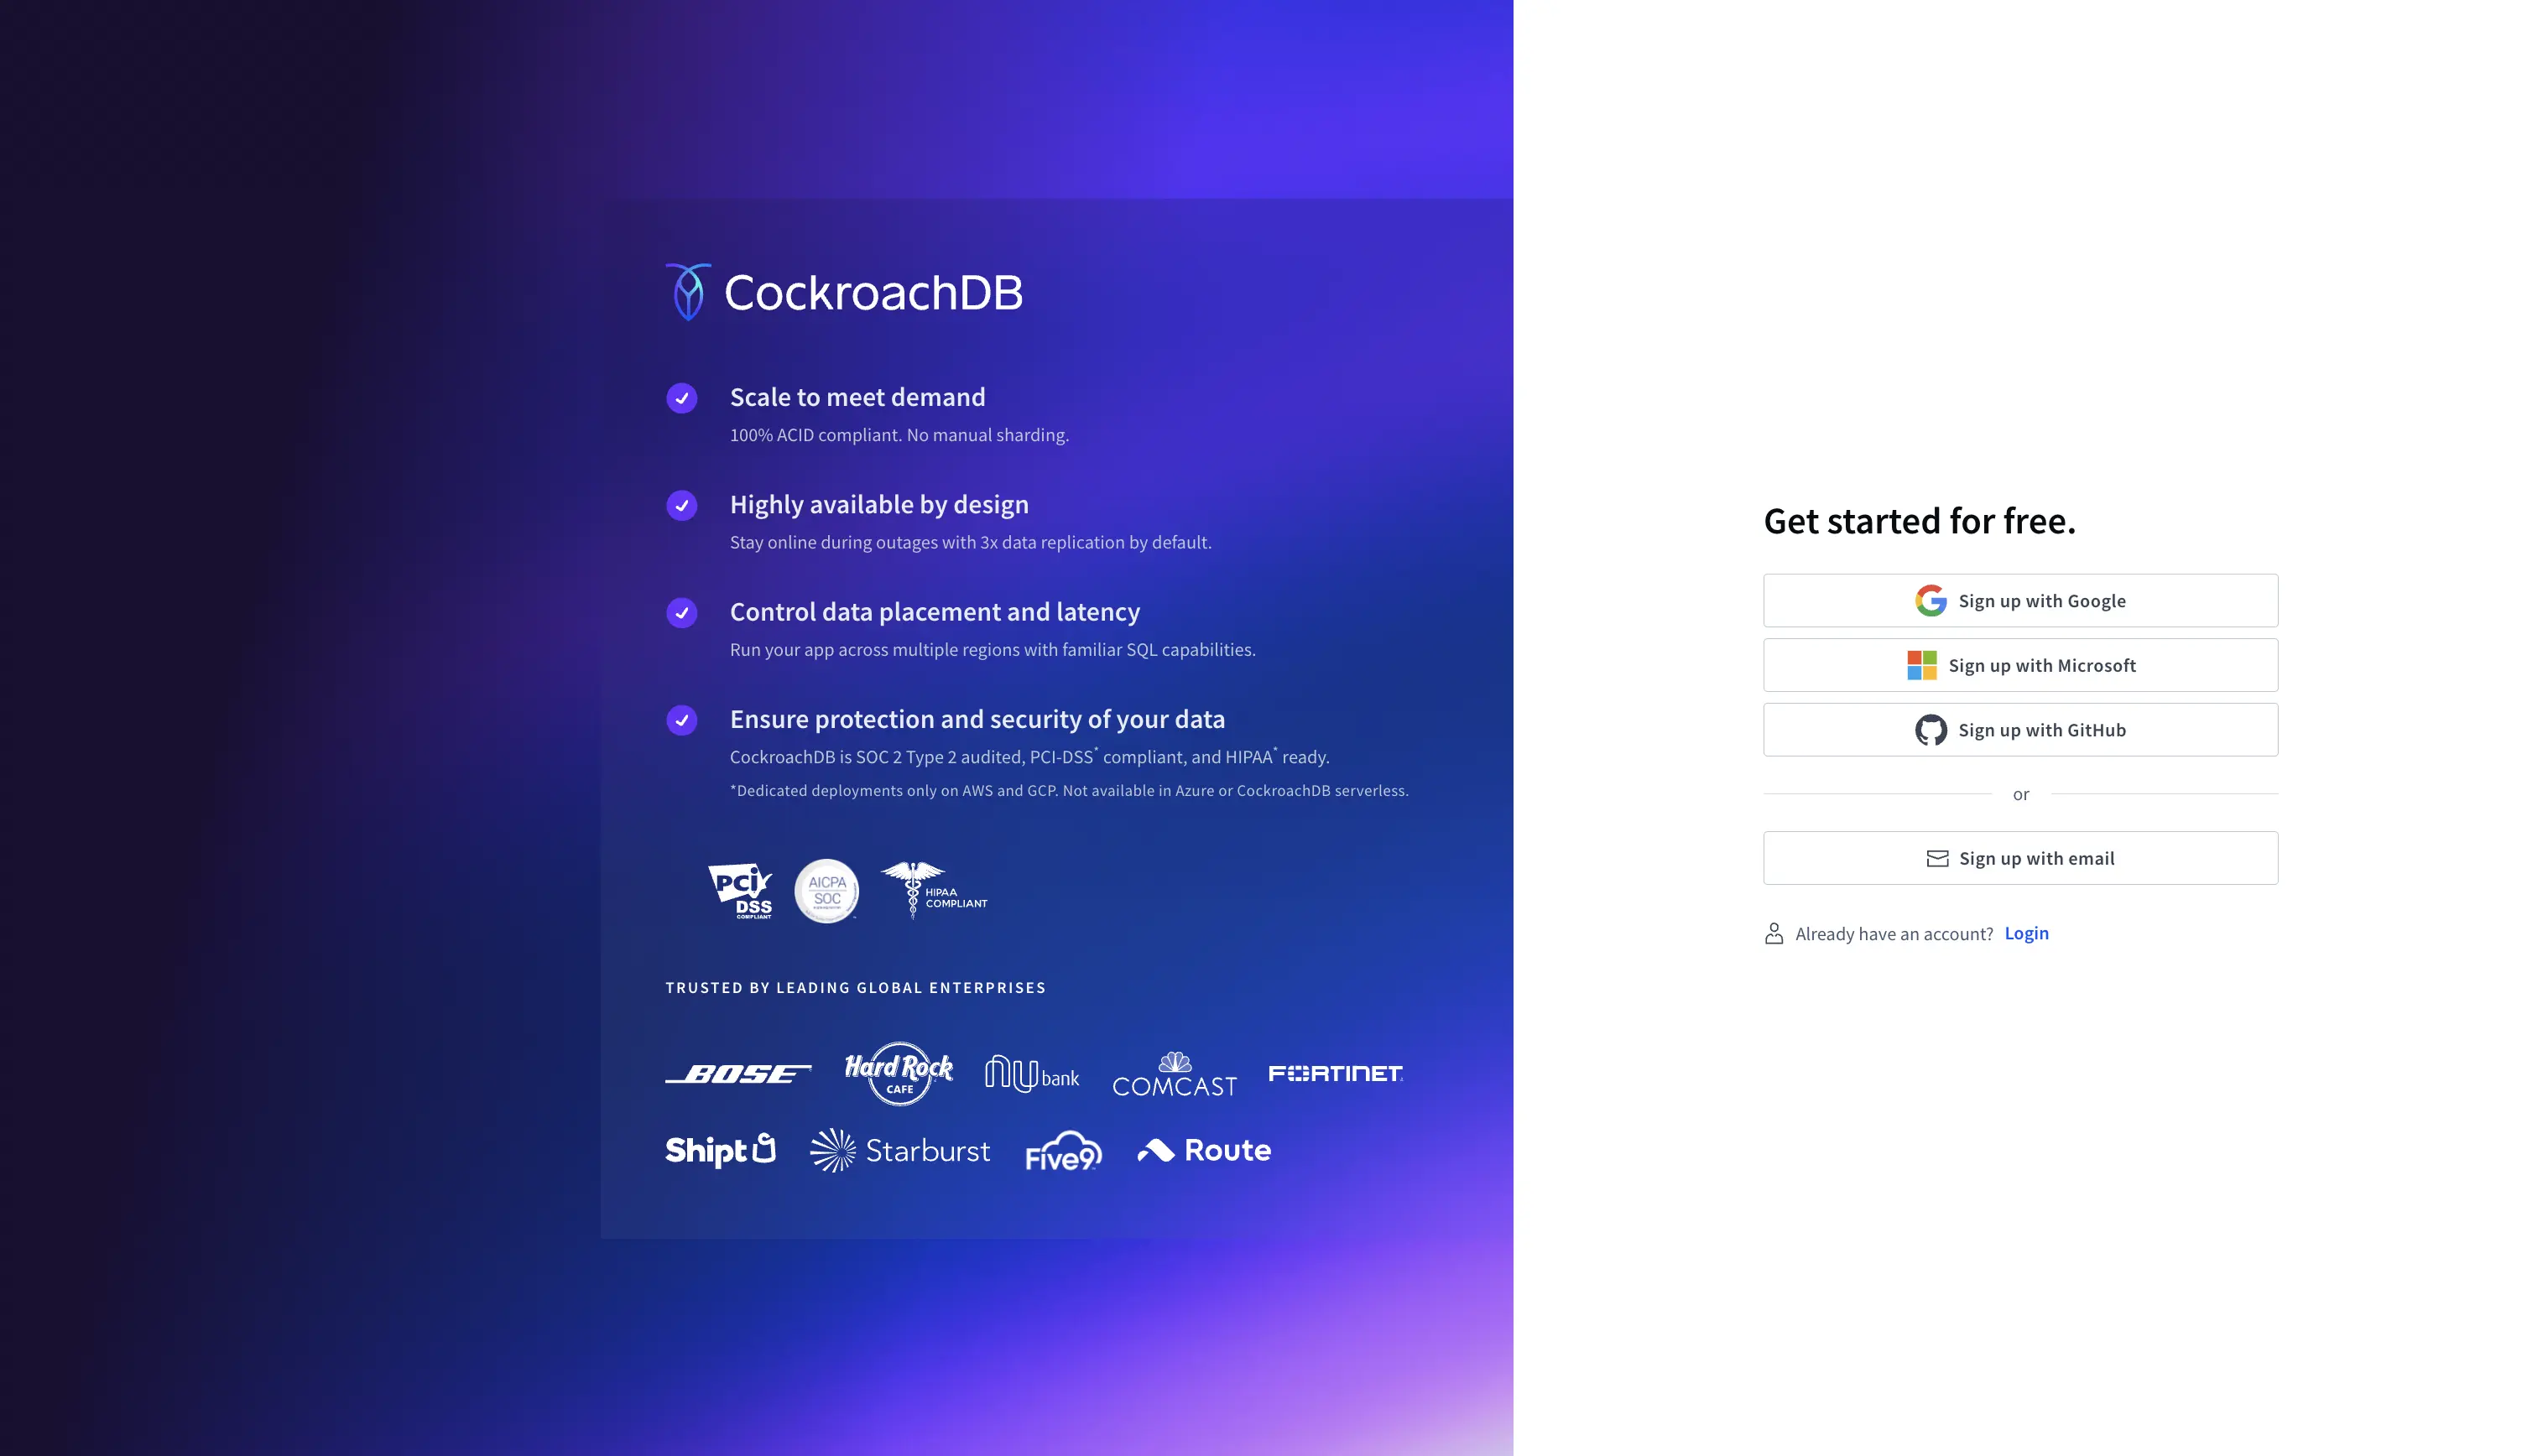 CockroachDB
Scale to meet demand
100% ACID compliant. No manual sharding.
Highly available by design
Stay online during outages with 3x data replication by default.
Control data placement and latency
Run your app across multiple regions with familiar SQL capabilities.
Ensure protection and security of your data
CockroachDB is SOC 2 Type 2 audited, PCI-DSS* compliant, and HIPAA* ready.
*Dedicated deployments only on AWS and GCP. Not available in Azure or CockroachDB serverless.
PCI
DSS
COMPLIANT
AICPA
SOC
HIPAA
COMPLIANT
TRUSTED BY LEADING GLOBAL ENTERPRISES
BOSE
Hard Rock
CAFE
nu bank
COMCAST
FORTINET
Shipt
Starburst
Five9
Route
Get started for free.
Sign up with Google
Sign up with Microsoft
Sign up with GitHub
or
Sign up with email
Already have an account? Login